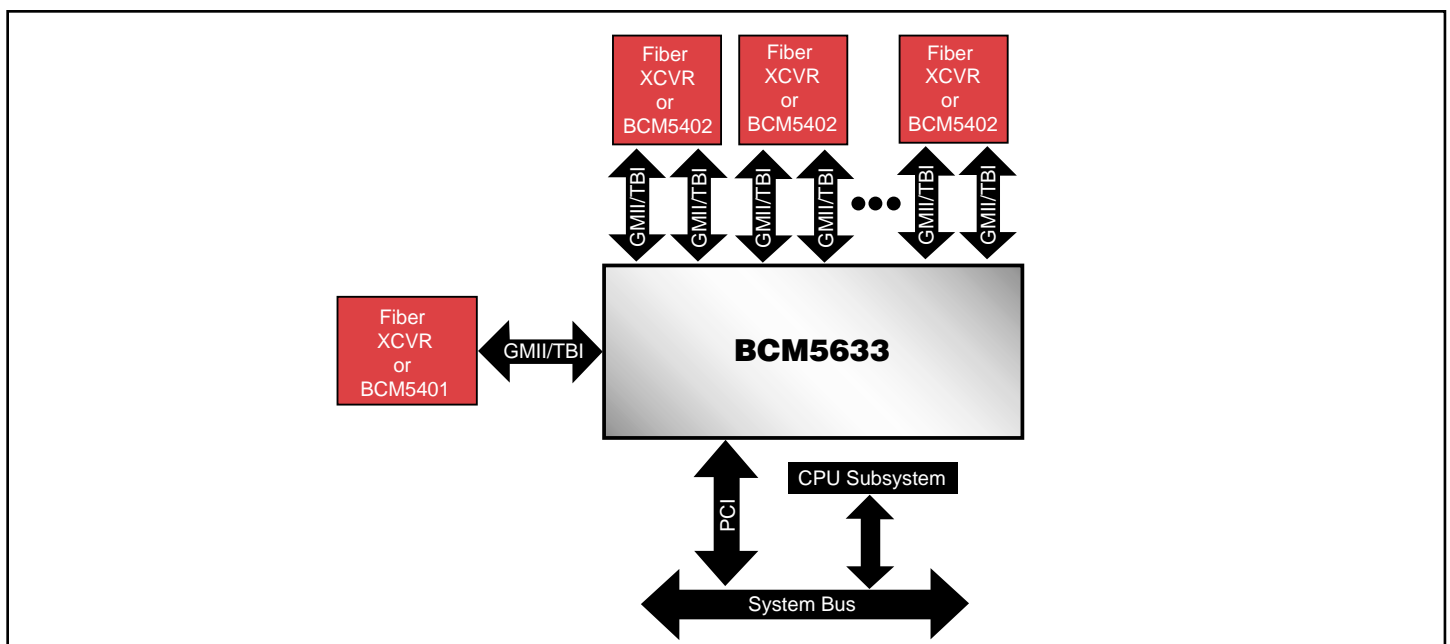 Fiber
XCVR
or
BCM5402
Fiber
XCVR
or
BCM5402
Fiber
XCVR
or
BCM5402
GMII/TBI
GMII/TBI
GMII/TBI
GMII/TBI
GMII/TBI
GMII/TBI
Fiber
XCVR
or
BCM5401
GMII/TBI
BCM5633
PCI
CPU Subsystem
System Bus